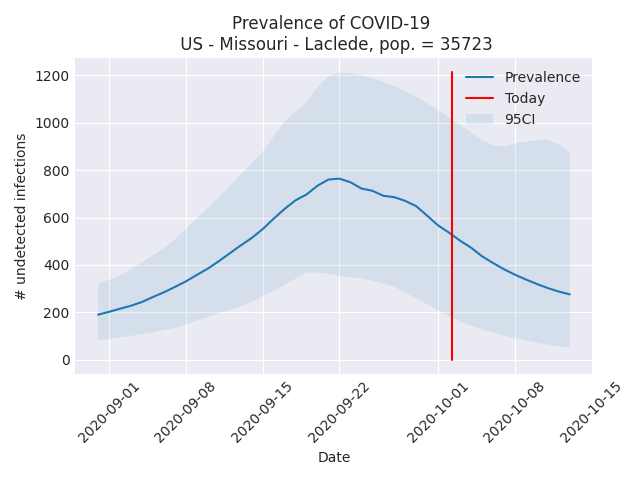 Prevalence of COVID-19
US - Missouri - Laclede, pop. = 35723
# undetected infections
1200
1000
800
600
400
200
0
Prevalence
Today
95CI
2020-09-01
2020-09-08
2020-09-15
2020-09-22
2020-10-01
2020-10-08
2020-10-15
Date